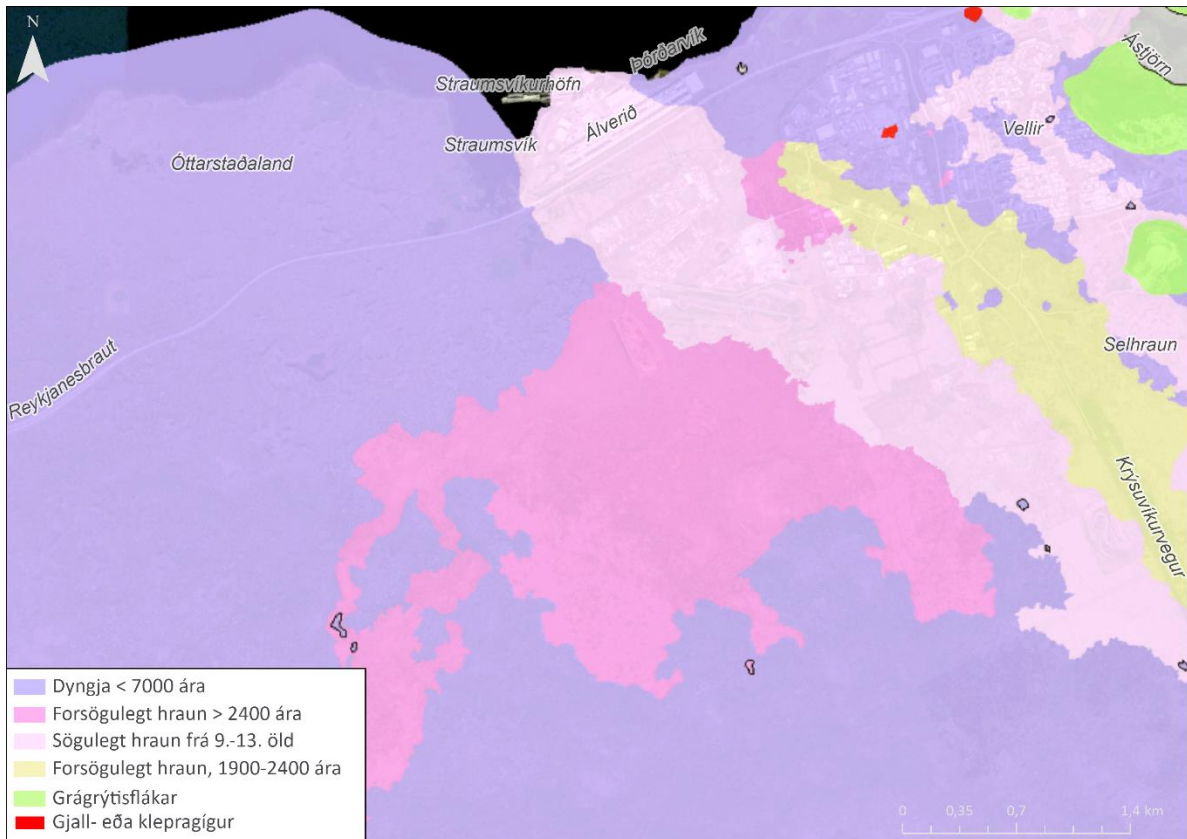 N
Þórðarvík
Ástjörn
Straumsvíkurhöfn
Álverið
Vellir
Straumsvík
Óttarstaðaland
Selhraun
Reykjanesbraut
Krýsuvíkurvegur
Dyngja < 7000 ára
Forsögulegt hraun > 2400 ára
Sögulegt hraun frá 9.-13. öld
Forsögulegt hraun, 1900-2400 ára
Grágrýtisflákar
Gjall- eða klepragígur
0 0,35 0,7 1,4 km